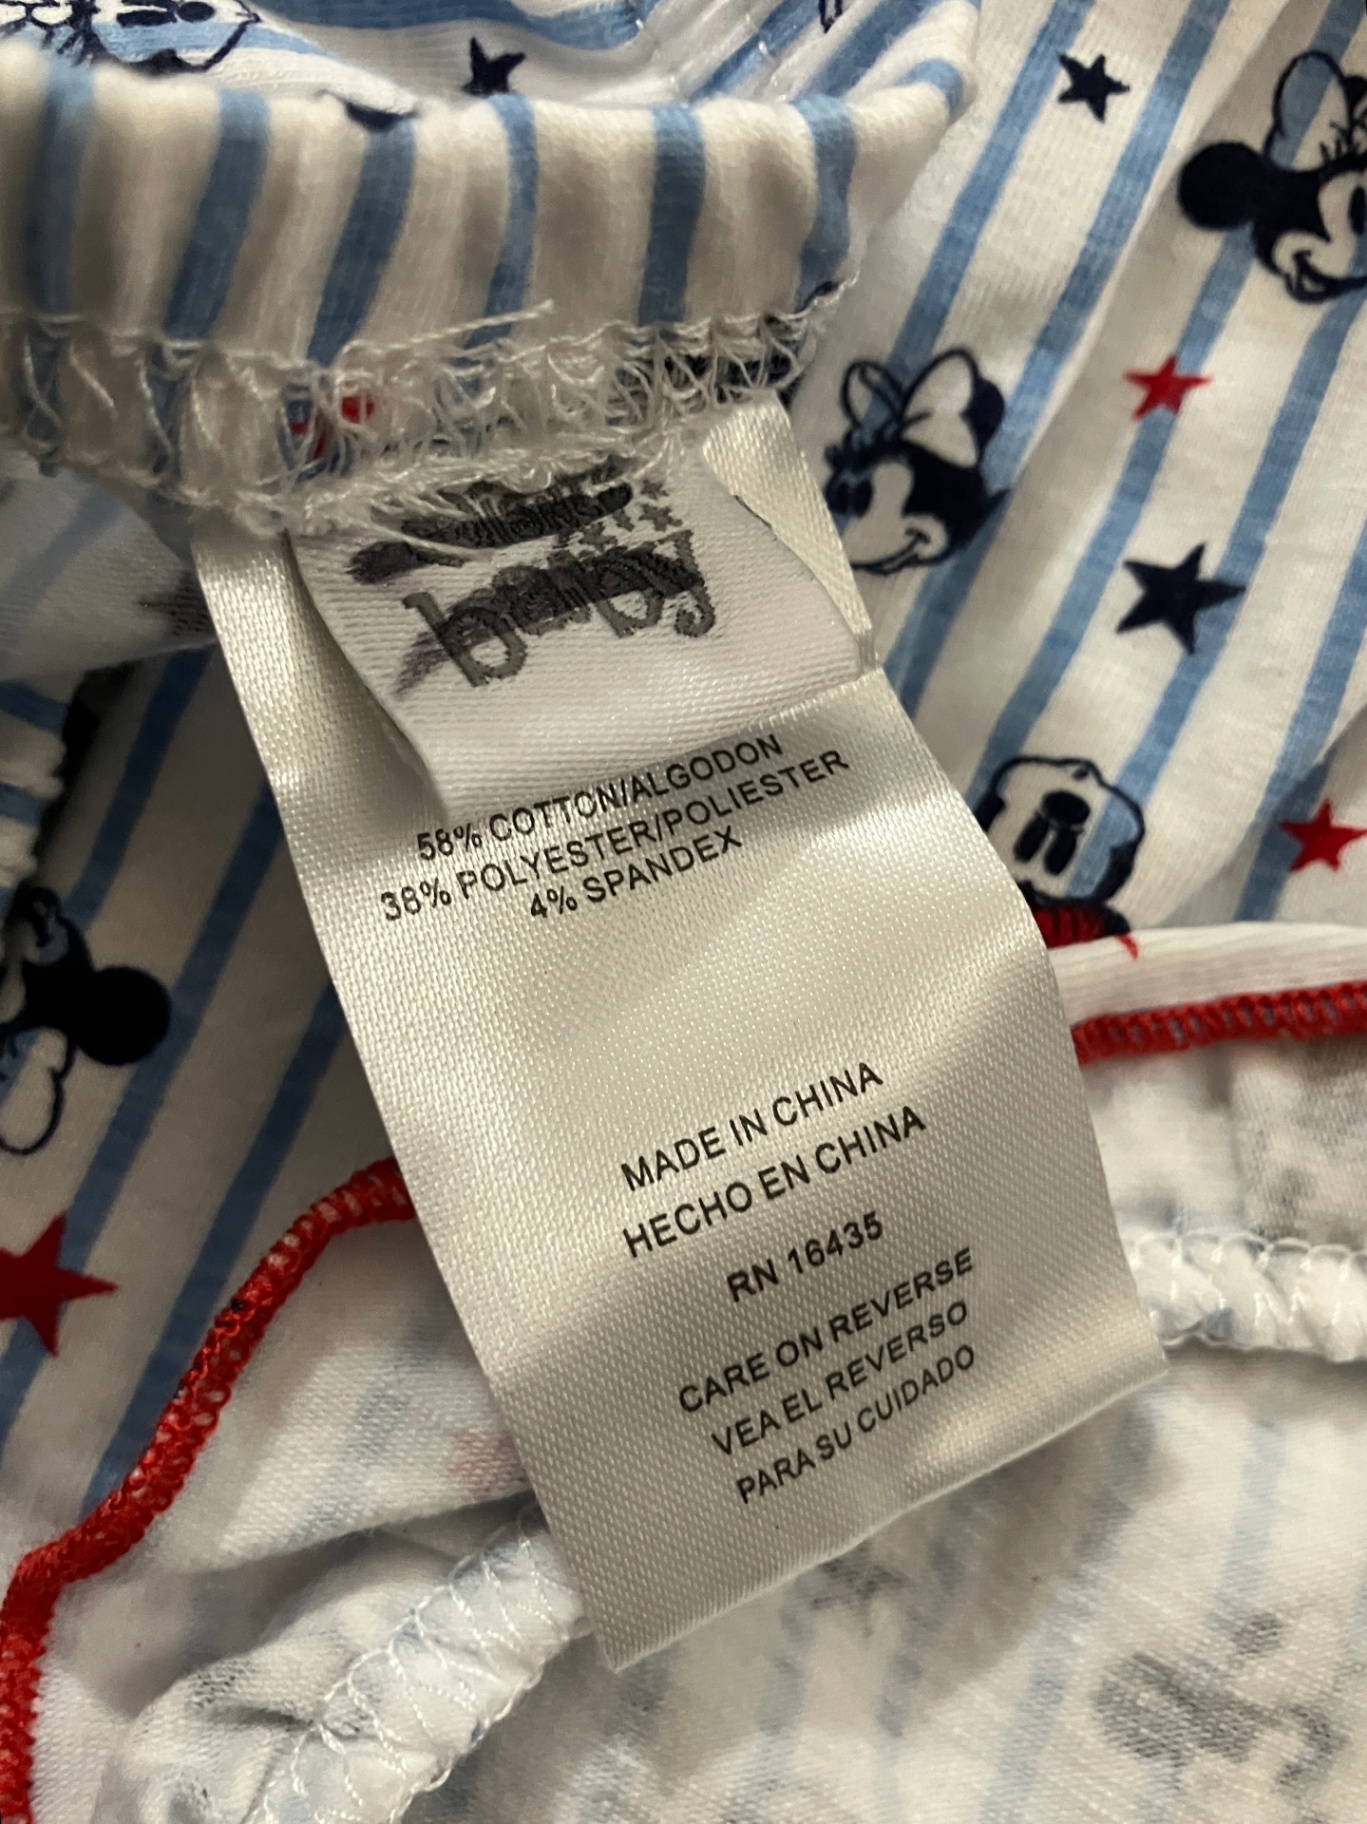 baby
58% COTTON/ALGODON
38% POLYESTER/POLIESTER
4% SPANDEX
MADE IN CHINA
HECHO EN CHINA
RN 16435
CARE ON REVERSE
VEA EL REVERSO
PARA SU CUIDADO